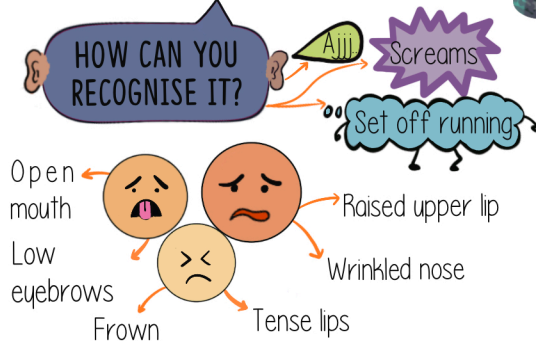 HOW CAN YOU
RECOGNISE IT?
Ajjj...
Screams
Set off running
Open
mouth
Low
eyebrows
Frown
Tense lips
Raised upper lip
Wrinkled nose